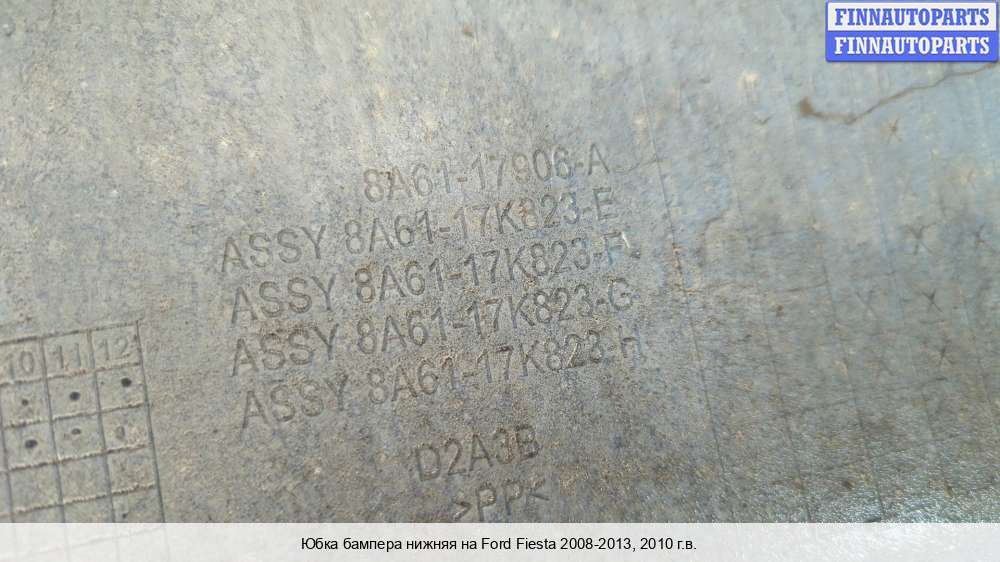 FINNAUTOPARTS
FINNAUTOPARTS
8A61-17906-A
ASSY 8A61-17K823-E
ASSY 8A61-17K823-F
ASSY 8A61-17K823-G
ASSY 8A61-17K823-H
10 11 12
D2A3B
>PP<
Юбка бампера нижняя на Ford Fiesta 2008-2013, 2010 г.в.